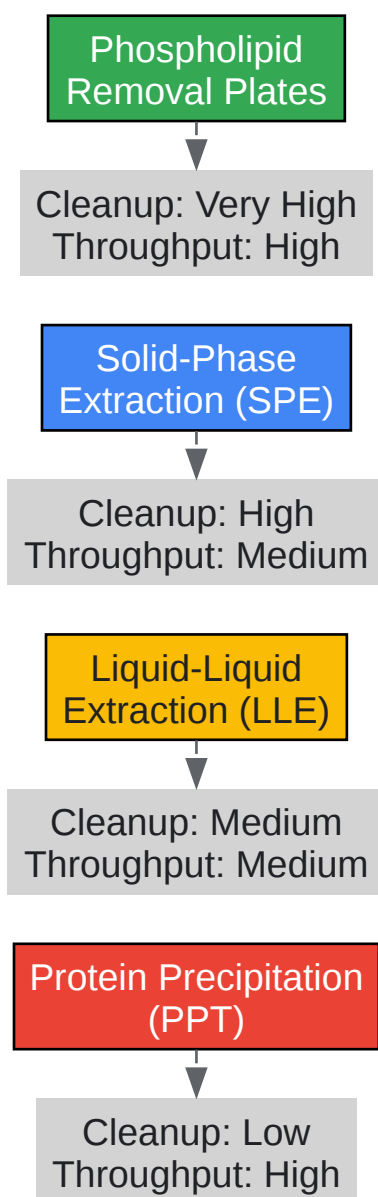 Phospholipid
Removal Plates
Cleanup: Very High
Throughput: High
Solid-Phase
Extraction (SPE)
Cleanup: High
Throughput: Medium
Liquid-Liquid
Extraction (LLE)
Cleanup: Medium
Throughput: Medium
Protein Precipitation
(PPT)
Cleanup: Low
Throughput: High